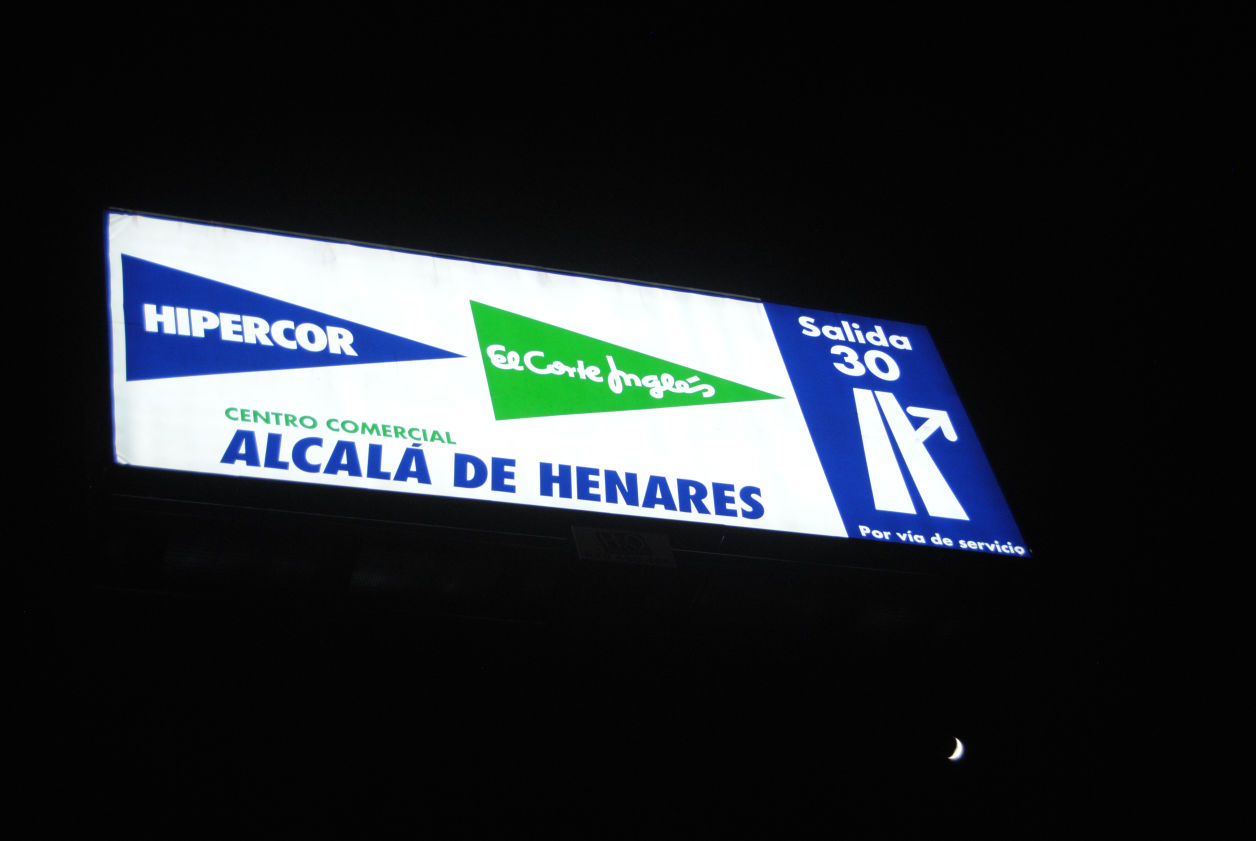 HIPERCOR
El Corte Inglés
CENTRO COMERCIAL
ALCALÁ DE HENARES
Salida
30
Por vía de servicio